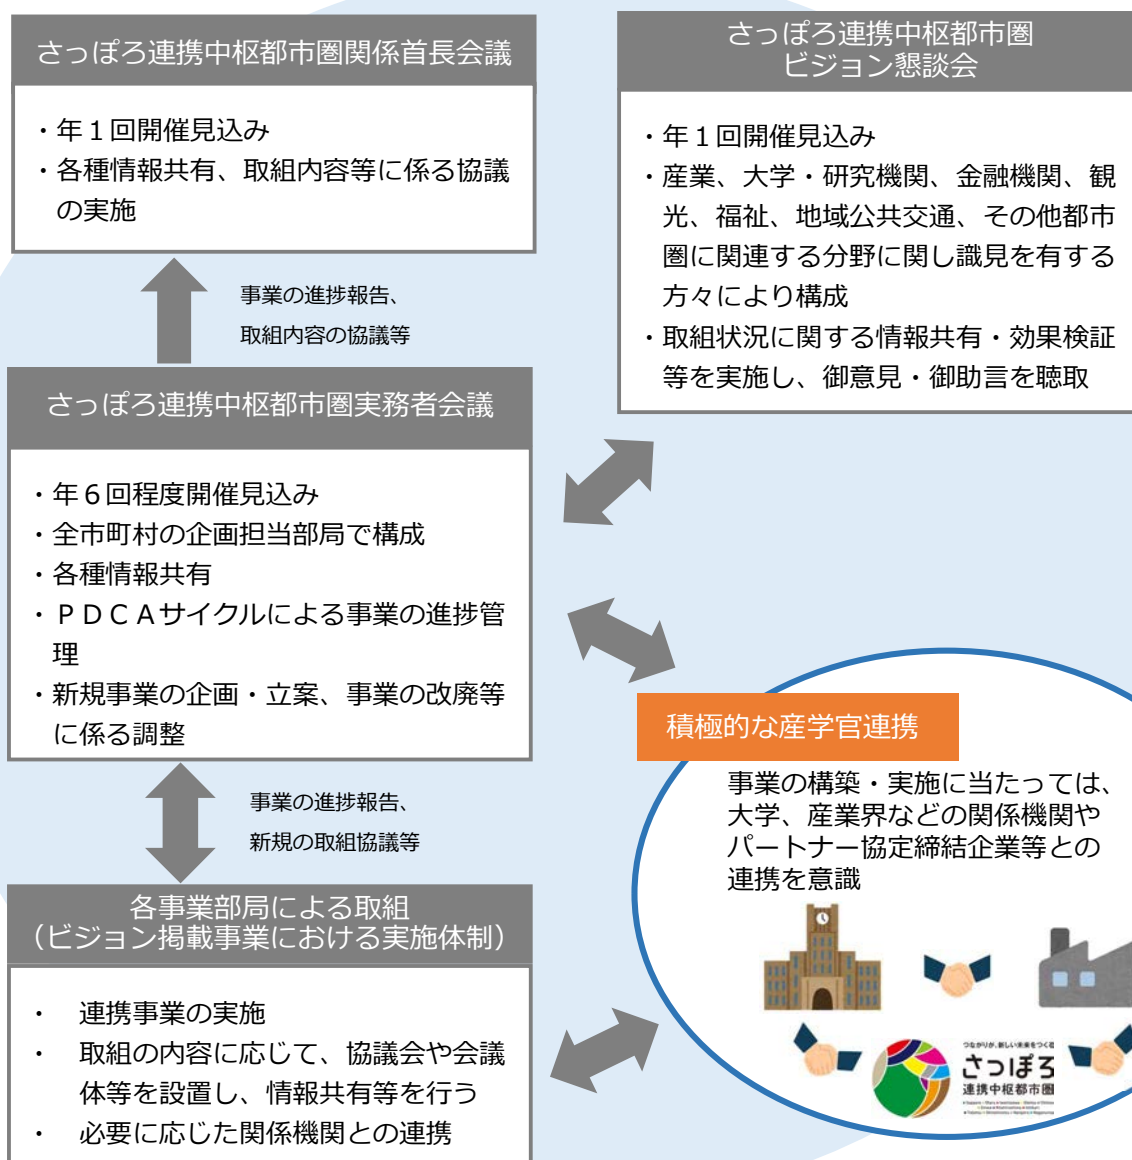 さっぽろ連携中枢都市圏関係首長会議
・年１回開催見込み
・各種情報共有、取組内容等に係る協議
の実施
事業の進捗報告、
取組内容の協議等
さっぽろ連携中枢都市圏
ビジョン懇談会
・年１回開催見込み
・産業、大学・研究機関、金融機関、観
光、福祉、地域公共交通、その他都市
圏に関連する分野に関し識見を有する
方々により構成
・取組状況に関する情報共有・効果検証
等を実施し、御意見・御助言を聴取
さっぽろ連携中枢都市圏実務者会議
・年６回程度開催見込み
・全市町村の企画担当部局で構成
・各種情報共有
・ＰＤＣＡサイクルによる事業の進捗管
理
・新規事業の企画・立案、事業の改廃等
に係る調整
事業の進捗報告、
新規の取組協議等
各事業部局による取組
（ビジョン掲載事業における実施体制）
・ 連携事業の実施
・ 取組の内容に応じて、協議会や会議
体等を設置し、情報共有等を行う
・ 必要に応じた関係機関との連携
積極的な産学官連携
事業の構築・実施に当たっては、
大学、産業界などの関係機関や
パートナー協定締結企業等との
連携を意識
つながりが、新しい未来をつくる
さっぽろ
連携中枢都市圏